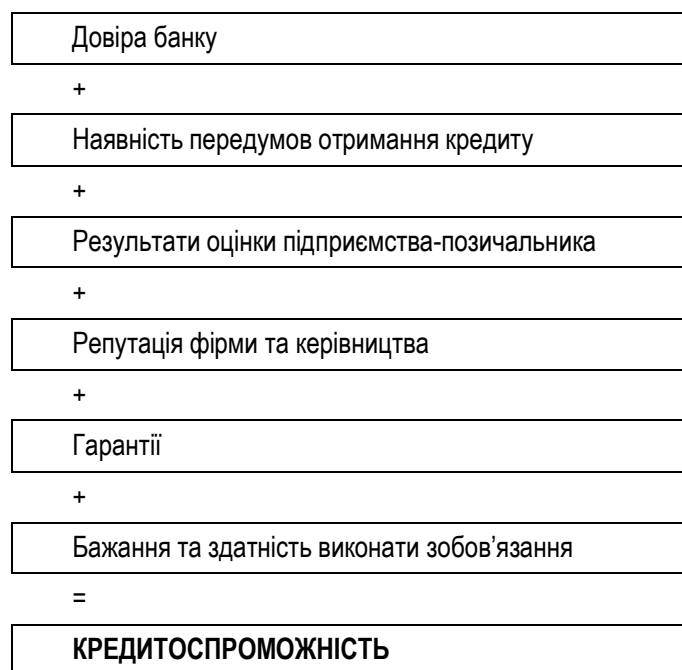 Довіра банку
+
Наявність передумов отримання кредиту
+
Результати оцінки підприємства-позичальника
+
Репутація фірми та керівництва
+
Гарантії
+
Бажання та здатність виконати зобов’язання
=
КРЕДИТОСПРОМОЖНІСТЬ